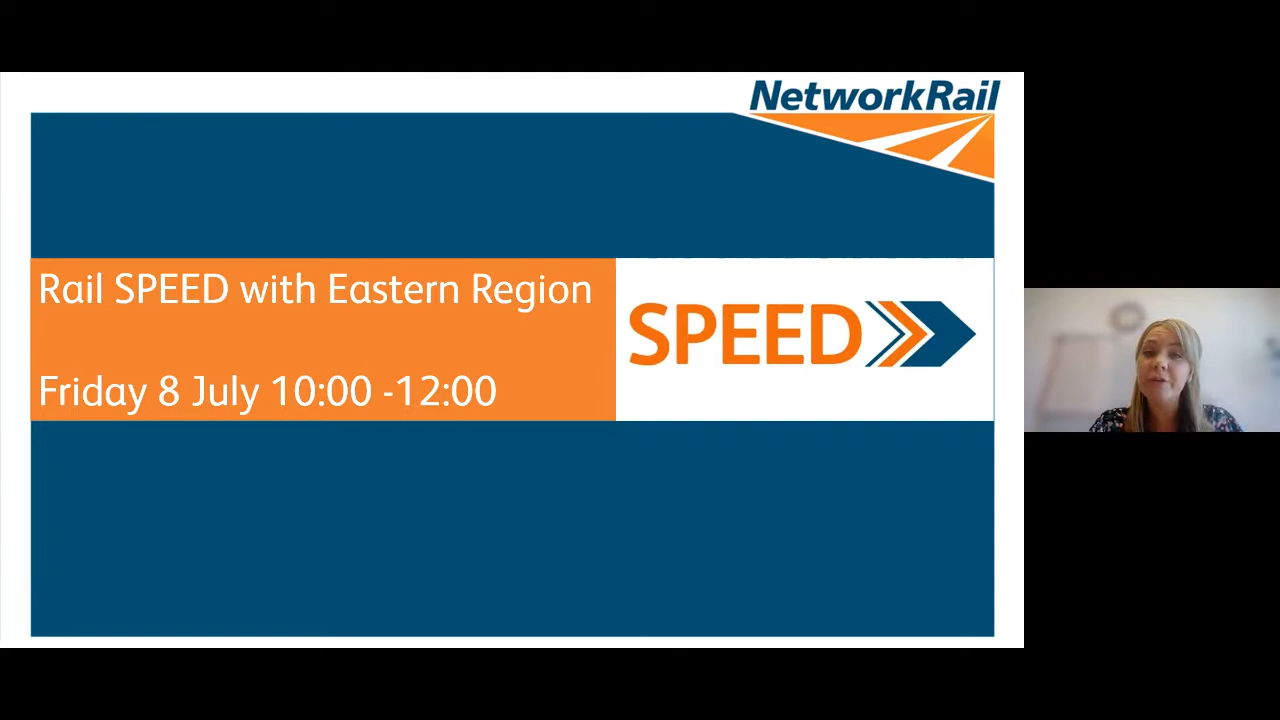 NetworkRail
Rail SPEED with Eastern Region
SPEED
Friday 8 July 10:00 -12:00